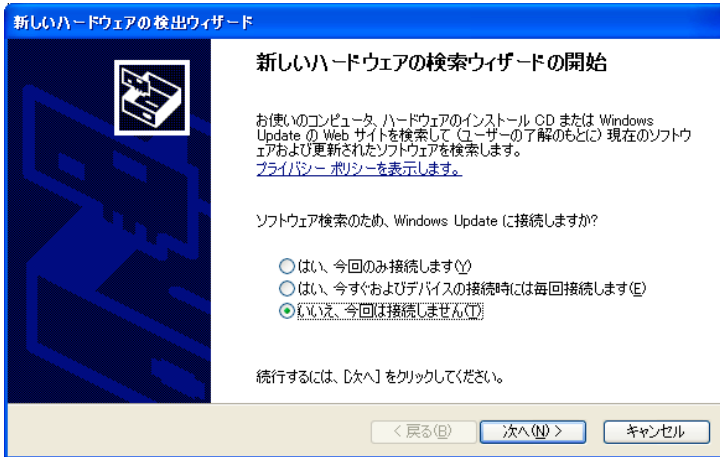 新しいハードウェアの検出ウィザード
新しいハードウェアの検索ウィザードの開始
お使いのコンピュータ、ハードウェアのインストール CD または Windows
Update の Web サイトを検索して (ユーザーの了解のもとに) 現在のソフトウ
ェアおよび更新されたソフトウェアを検索します。
プライバシー ポリシーを表示します。
ソフトウェア検索のため、Windows Update に接続しますか?
はい、今回のみ接続します(Y)
はい、今すぐおよびデバイスの接続時には毎回接続します(E)
いいえ、今回は接続しません(T)
続行するには、[次へ] をクリックしてください。
< 戻る(B) 次へ(N) > キャンセル